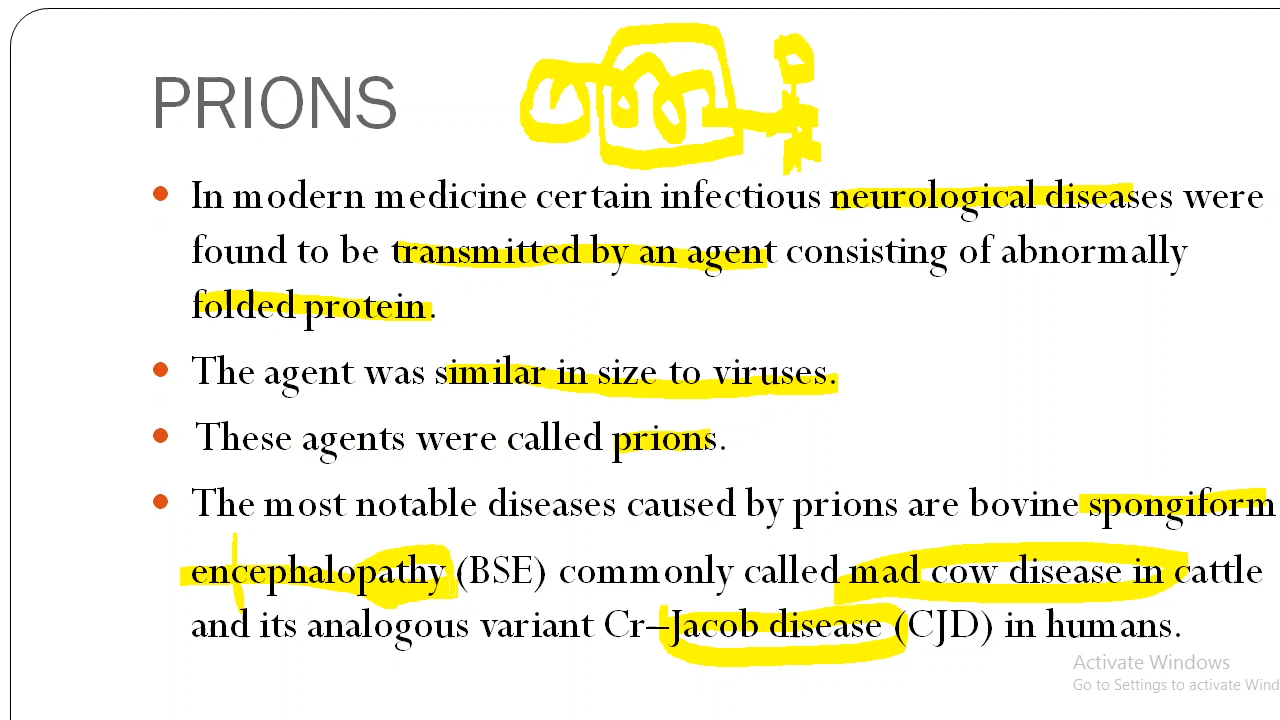 PRIONS
In modern medicine certain infectious neurological diseases were
found to be transmitted by an agent consisting of abnormally
folded protein.
The agent was similar in size to viruses.
These agents were called prions.
The most notable diseases caused by prions are bovine spongiform
encephalopathy (BSE) commonly called mad cow disease in cattle
and its analogous variant Cr–Jacob disease (CJD) in humans.
Activate Windows
Go to Settings to activate Wind